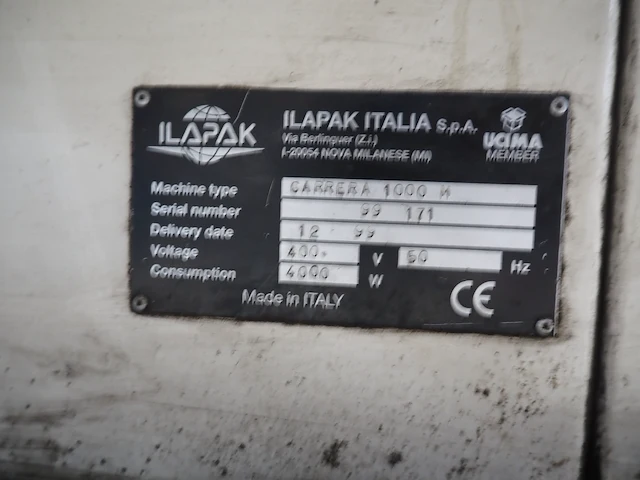 ILAPAK
ILAPAK ITALIA S.p.A.
Via Berlinguer (Z.i.)
I-20054 NOVA MILANESE (MI)
UCIMA
MEMBER
Machine type CARRERA 1000 M
Serial number 99 171
Delivery date 12 99
Voltage 400 V 50 Hz
Consumption 4000 W
Made in ITALY
CE